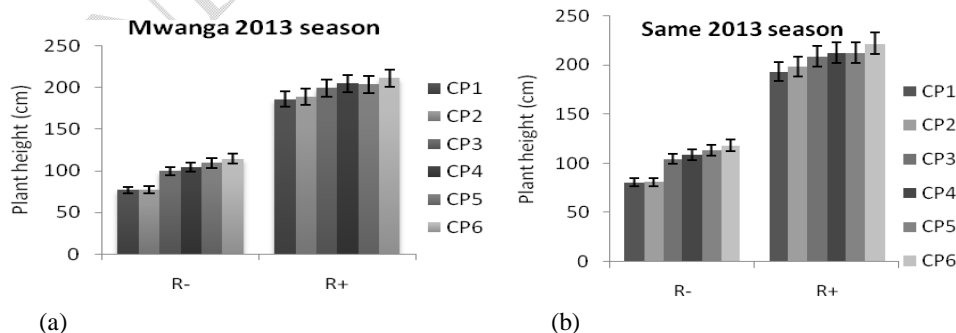 Mwanga 2013 season
Plant height (cm)
250
200
150
100
50
0
R-
R+
CP1
CP2
CP3
CP4
CP5
CP6
(a)
Same 2013 season
Plant height (cm)
250
200
150
100
50
0
R-
R+
CP1
CP2
CP3
CP4
CP5
CP6
(b)